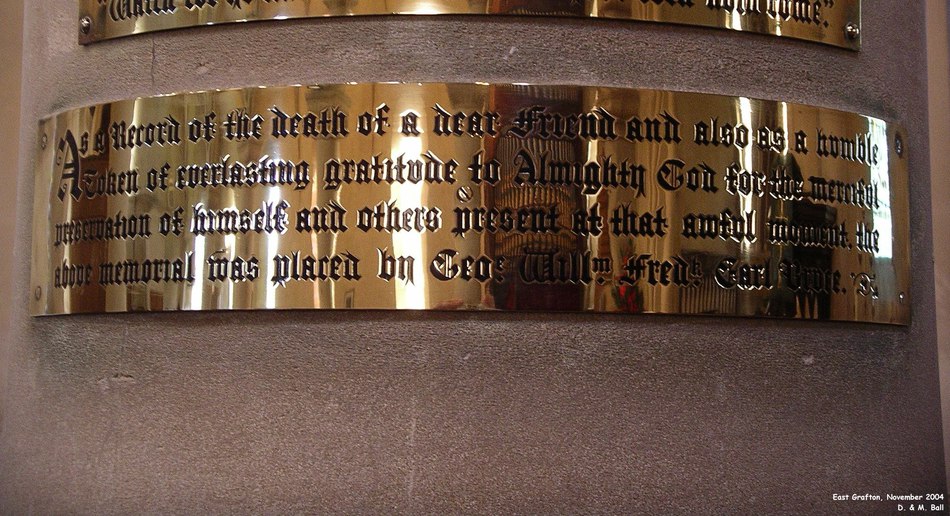 As a Record of the death of a dear Friend and also as a humble
Token of everlasting gratitude to Almighty God for the merciful
&
preservation of himself and others present at that awful moment, the
above memorial was placed by Geoe. Willm. Fredk. Earl Bruce.
East Grafton, November 2004
D. & M. Ball